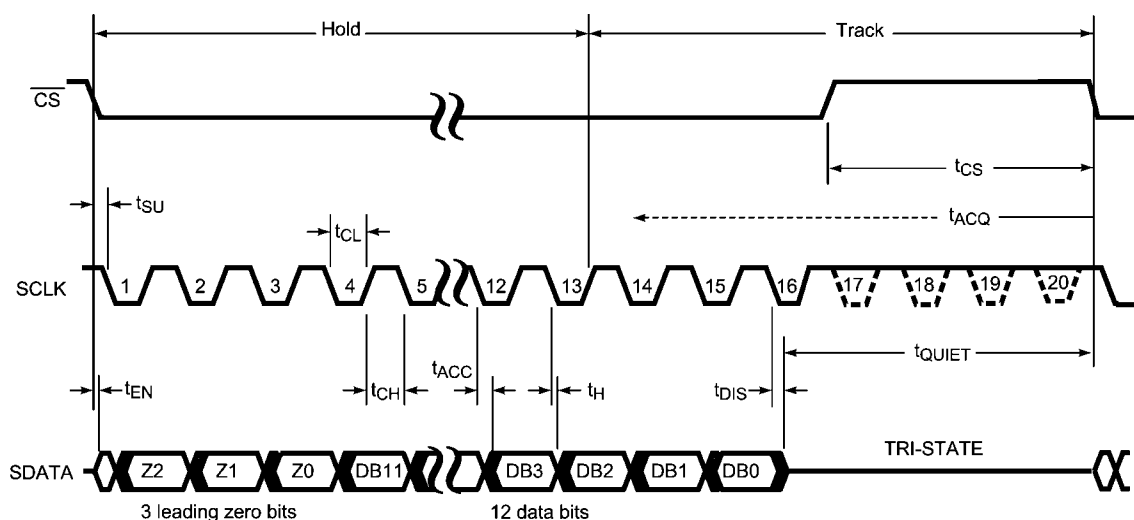 Hold Track
CS
tCS
tSU
tACQ
tCL
SCLK 1 2 3 4 5 12 13 14 15 16 17 18 19 20
tQUIET
tACC
tEN tCH tH tDIS
SDATA Z2 Z1 Z0 DB11 DB3 DB2 DB1 DB0 TRI-STATE
3 leading zero bits 12 data bits